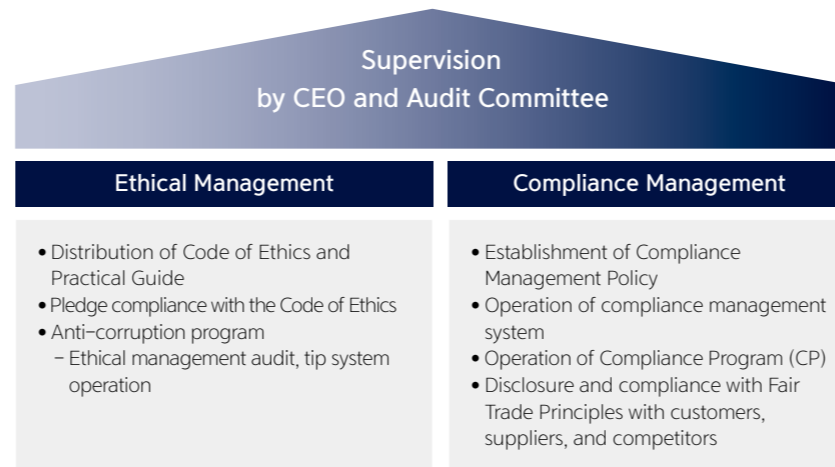 Supervision
by CEO and Audit Committee
Ethical Management
• Distribution of Code of Ethics and
Practical Guide
• Pledge compliance with the Code of Ethics
• Anti-corruption program
– Ethical management audit, tip system
operation
Compliance Management
• Establishment of Compliance
Management Policy
• Operation of compliance management
system
• Operation of Compliance Program (CP)
• Disclosure and compliance with Fair
Trade Principles with customers,
suppliers, and competitors